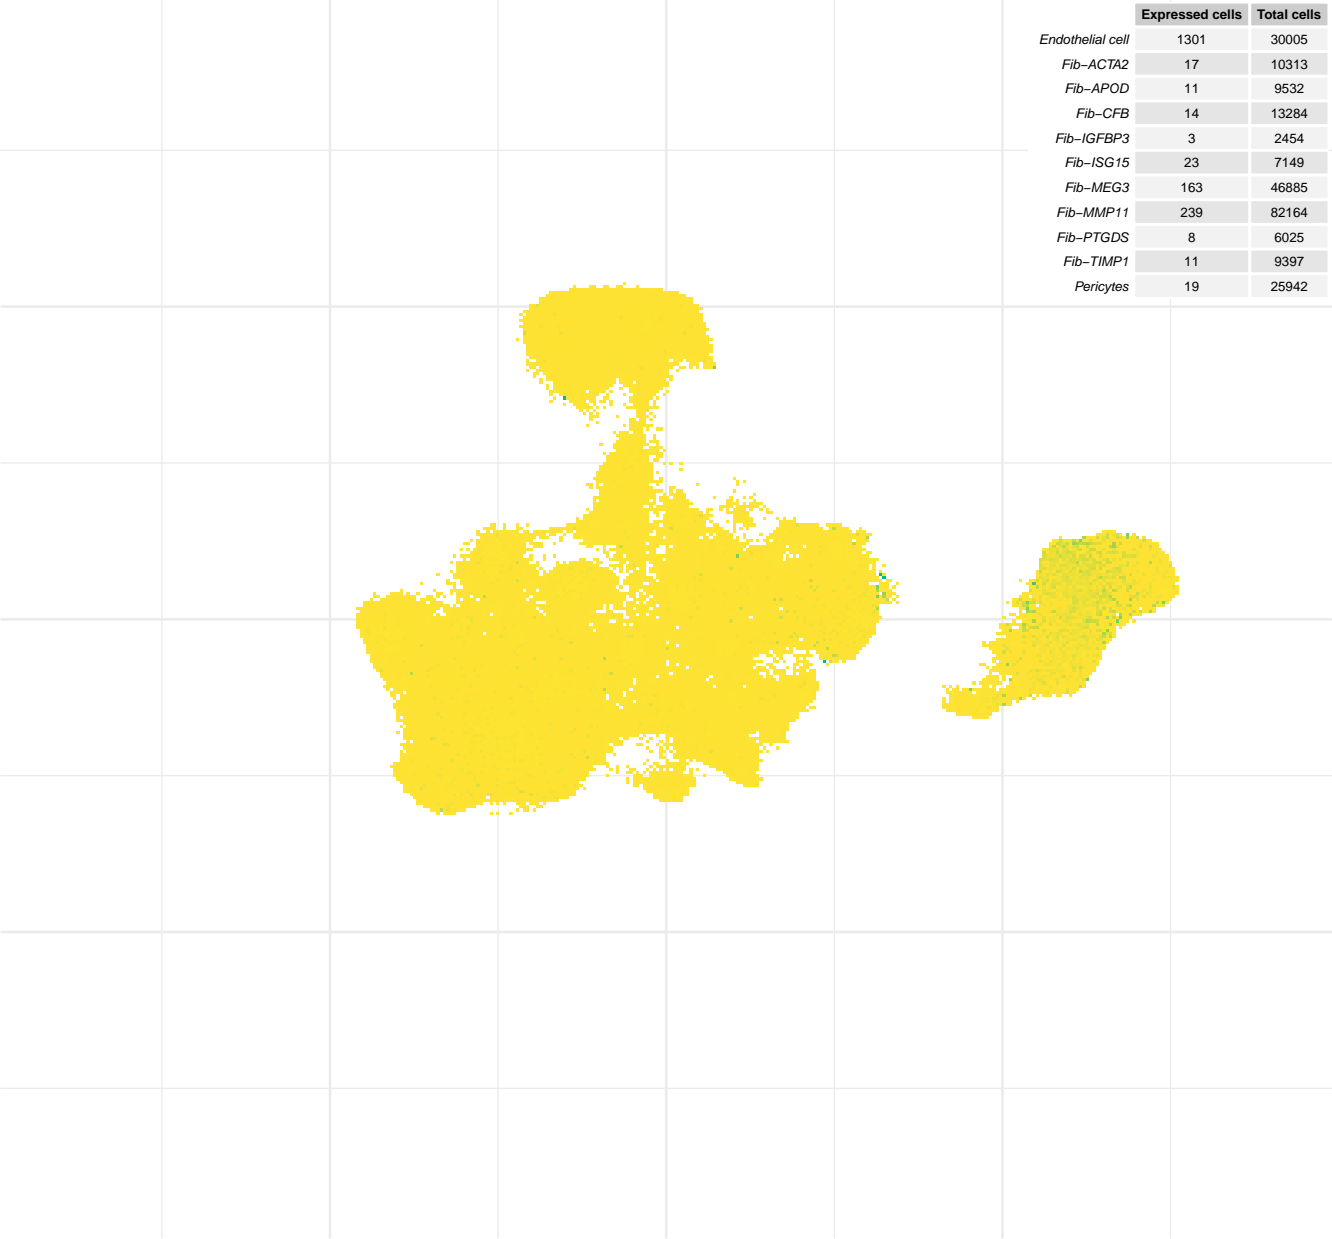 Expressed cells Total cells
Endothelial cell 1301 30005
Fib−ACTA2 17 10313
Fib−APOD 11 9532
Fib−CFB 14 13284
Fib−IGFBP3 3 2454
Fib−ISG15 23 7149
Fib−MEG3 163 46885
Fib−MMP11 239 82164
Fib−PTGDS 8 6025
Fib−TIMP1 11 9397
Pericytes 19 25942